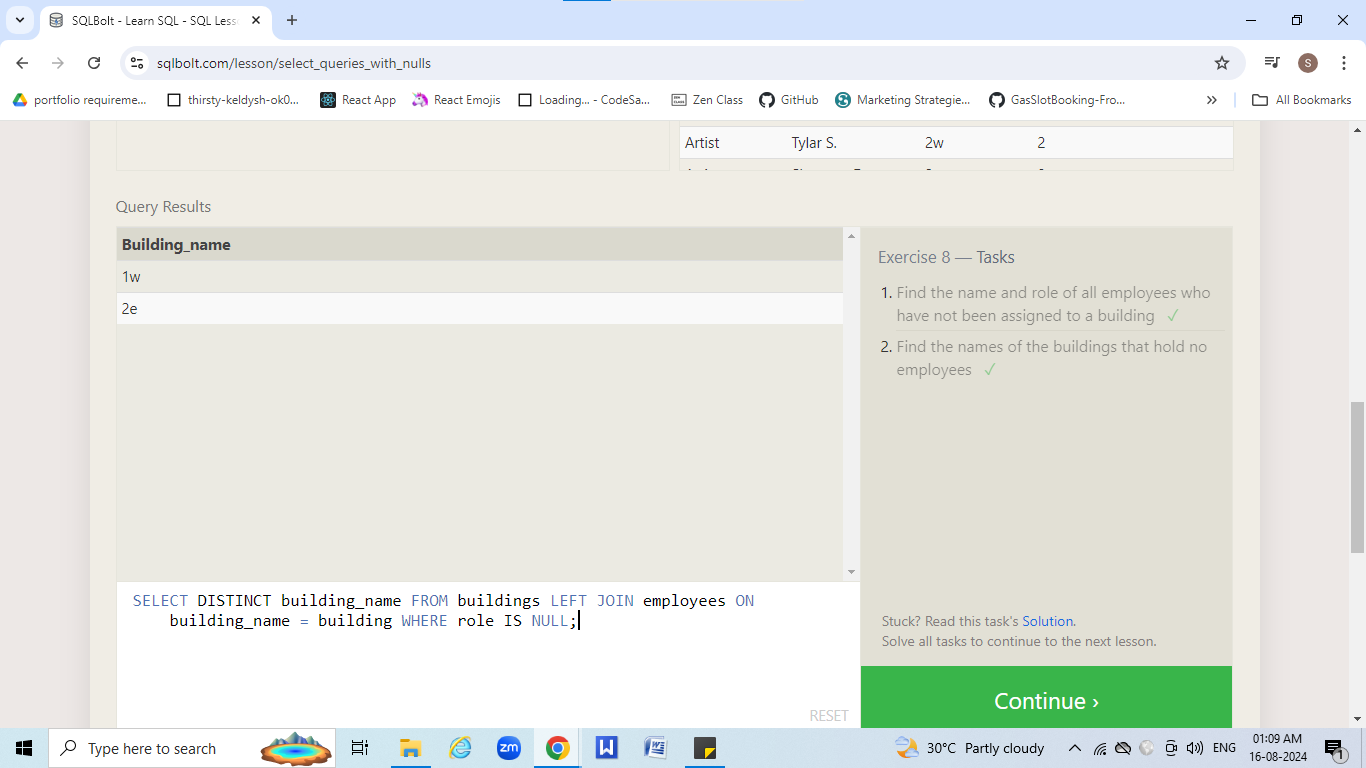 SQLBolt - Learn SQL - SQL Less
sqlbolt.com/lesson/select_queries_with_nulls
S
portfolio requireme...
thirsty-keldysh-ok0...
React App
React Emojis
Loading... - CodeSa...
Zen Class
GitHub
Marketing Strategie...
GasSlotBooking-Fro...
All Bookmarks
Artist Tylar S. 2w 2
Query Results
Building_name
1w
2e
Exercise 8 — Tasks
1. Find the name and role of all employees who
have not been assigned to a building ✓
2. Find the names of the buildings that hold no
employees ✓
SELECT DISTINCT building_name FROM buildings LEFT JOIN employees ON
building_name = building WHERE role IS NULL;
RESET
Stuck? Read this task's Solution.
Solve all tasks to continue to the next lesson.
Continue ›
Type here to search
zm
W
W
30°C Partly cloudy
ENG
01:09 AM
16-08-2024
1